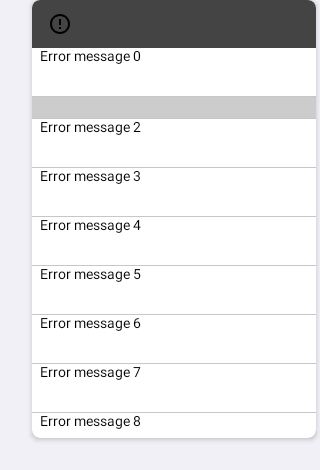 Error message 0
Error message 2
Error message 3
Error message 4
Error message 5
Error message 6
Error message 7
Error message 8